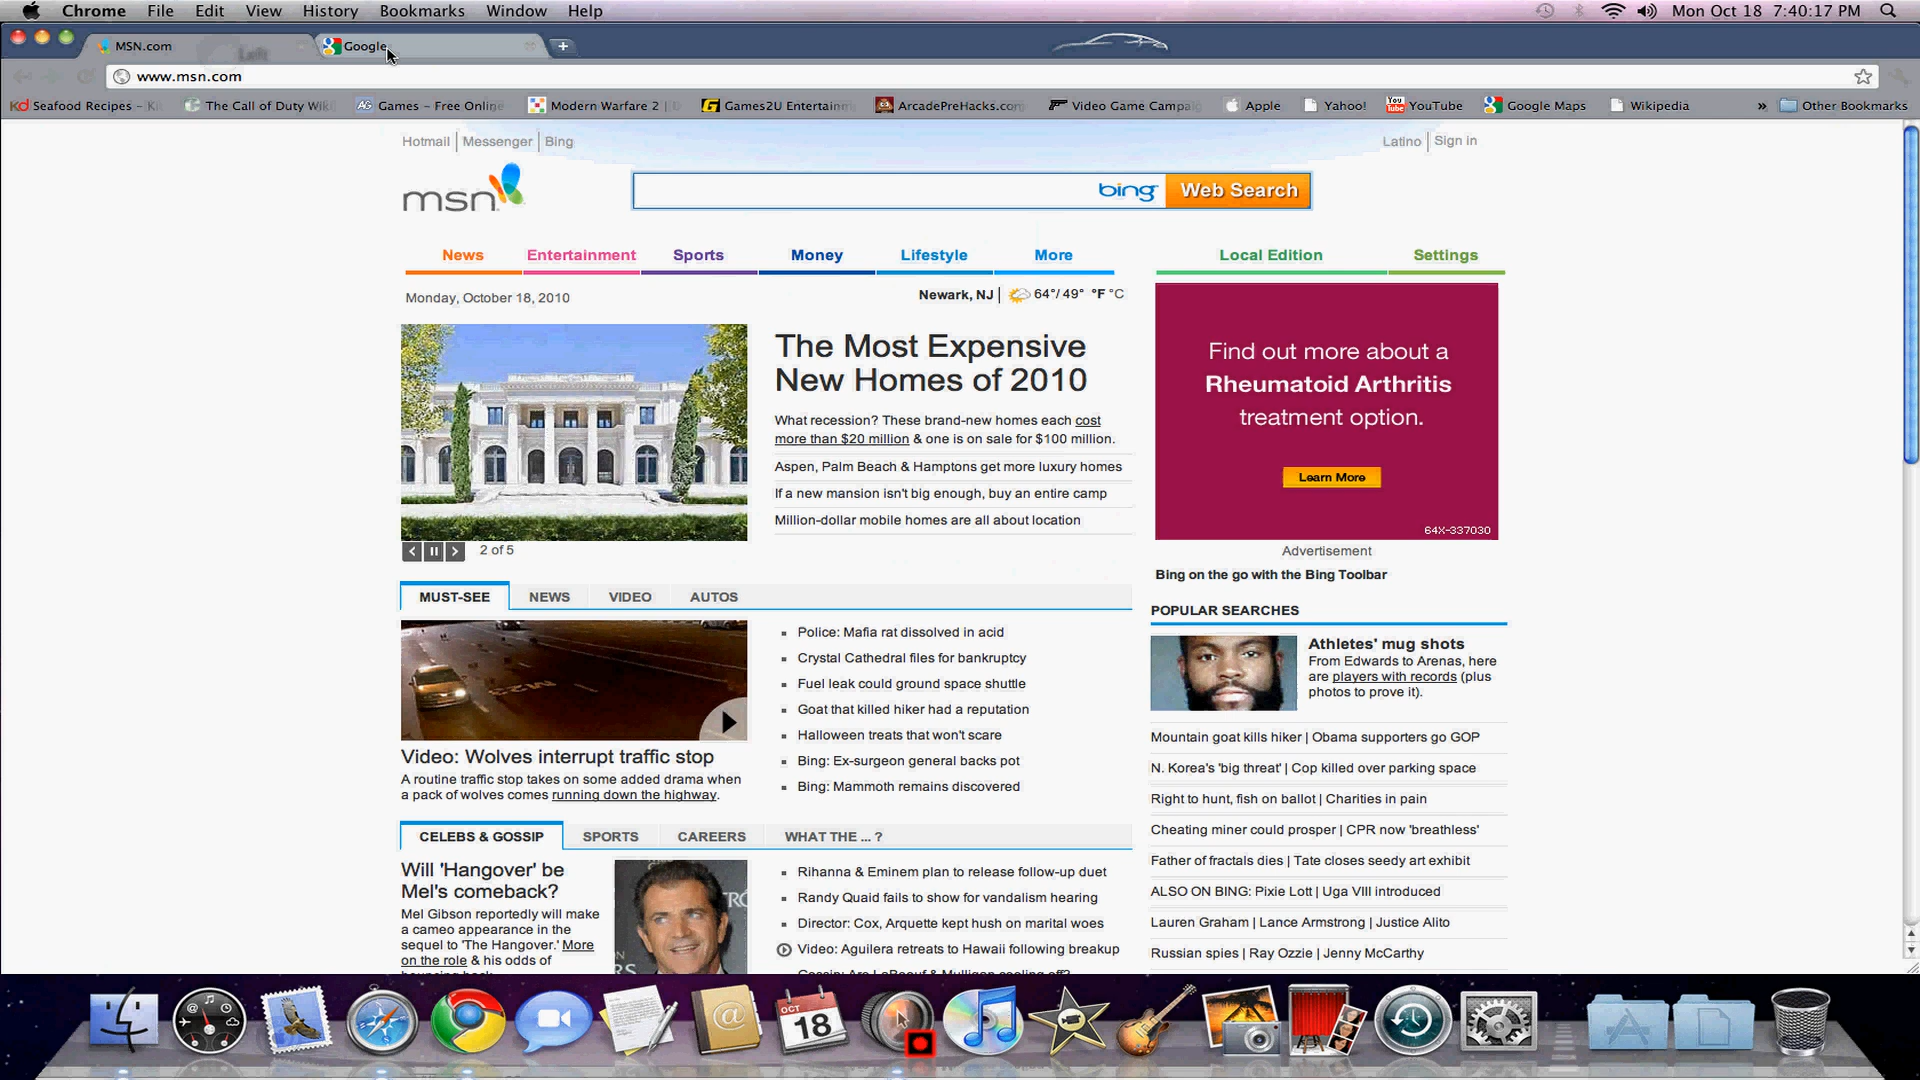 Chrome File Edit View History Bookmarks Window Help
Mon Oct 18 7:40:17 PM
MSN.com
Left
Google
www.msn.com
Seafood Recipes – K
The Call of Duty Wiki
Games – Free Online
Modern Warfare 2 |
Games2U Entertainm
ArcadePreHacks.com
Video Game Campai
Apple
Yahoo!
YouTube
Google Maps
Wikipedia
»
Other Bookmarks
Hotmail | Messenger | Bing
Latino | Sign in
msn
bing
Web Search
News
Entertainment
Sports
Money
Lifestyle
More
Local Edition
Settings
Monday, October 18, 2010
Newark, NJ | 64°/ 49° °F °C
The Most Expensive
New Homes of 2010
What recession? These brand-new homes each cost
more than $20 million & one is on sale for $100 million.
Aspen, Palm Beach & Hamptons get more luxury homes
If a new mansion isn't big enough, buy an entire camp
Million-dollar mobile homes are all about location
2 of 5
Find out more about a
Rheumatoid Arthritis
treatment option.
Learn More
64X-337030
Advertisement
Bing on the go with the Bing Toolbar
MUST-SEE
NEWS
VIDEO
AUTOS
Video: Wolves interrupt traffic stop
A routine traffic stop takes on some added drama when
a pack of wolves comes running down the highway.
Police: Mafia rat dissolved in acid
Crystal Cathedral files for bankruptcy
Fuel leak could ground space shuttle
Goat that killed hiker had a reputation
Halloween treats that won't scare
Bing: Ex-surgeon general backs pot
Bing: Mammoth remains discovered
POPULAR SEARCHES
Athletes' mug shots
From Edwards to Arenas, here
are players with records (plus
photos to prove it).
Mountain goat kills hiker | Obama supporters go GOP
N. Korea's 'big threat' | Cop killed over parking space
Right to hunt, fish on ballot | Charities in pain
Cheating miner could prosper | CPR now 'breathless'
Father of fractals dies | Tate closes seedy art exhibit
ALSO ON BING: Pixie Lott | Uga VIII introduced
Lauren Graham | Lance Armstrong | Justice Alito
Russian spies | Ray Ozzie | Jenny McCarthy
CELEBS & GOSSIP
SPORTS
CAREERS
WHAT THE ... ?
Will 'Hangover' be
Mel's comeback?
Mel Gibson reportedly will make
a cameo appearance in the
sequel to 'The Hangover.' More
on the role & his odds of
Rihanna & Eminem plan to release follow-up duet
Randy Quaid fails to show for vandalism hearing
Director: Cox, Arquette kept hush on marital woes
Video: Aguilera retreats to Hawaii following breakup
OCT
18